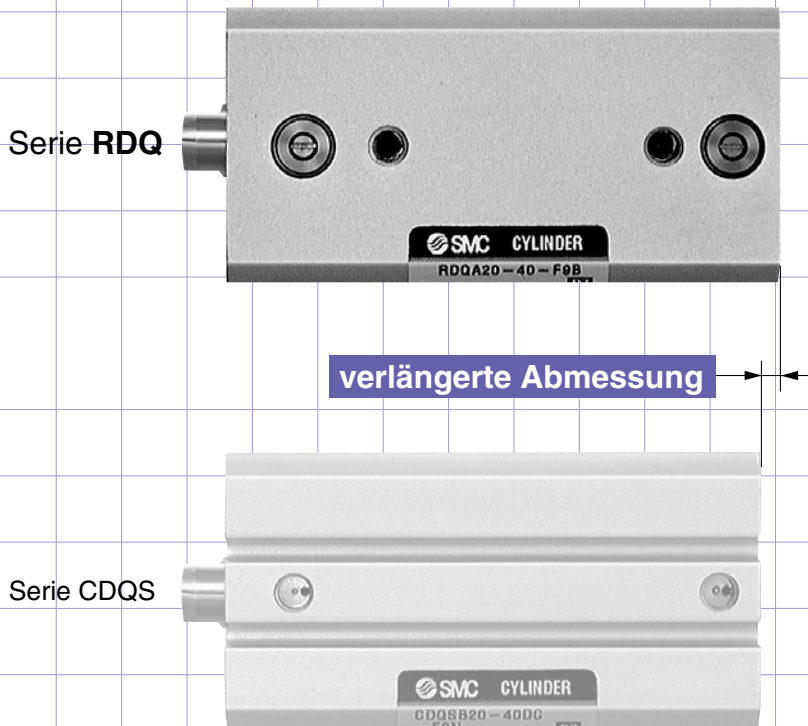 Serie RDQ
SMC CYLINDER
RDQA20-40-F9B
verlängerte Abmessung
Serie CDQS
SMC CYLINDER
CDQSB20-40DC